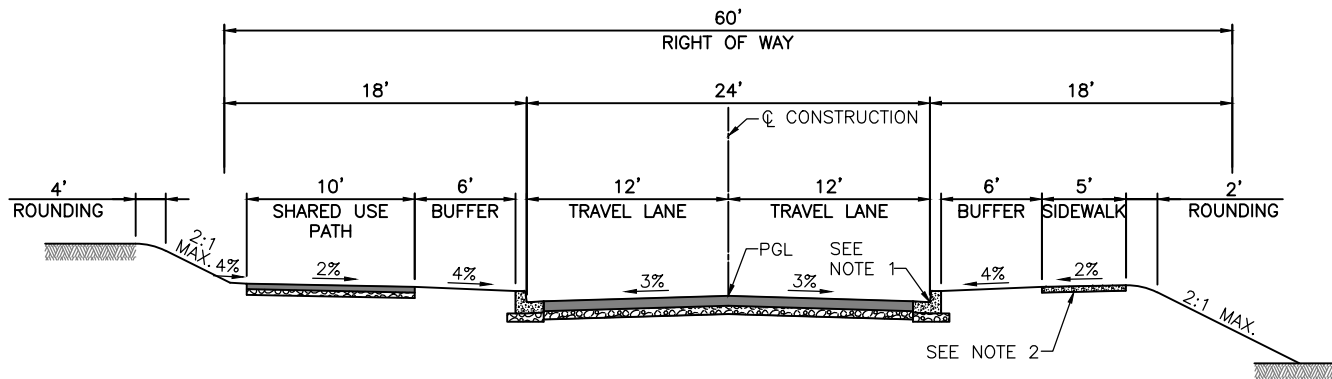 60'
RIGHT OF WAY
18' 24' 18'
℄ CONSTRUCTION
4' 10' 6' 12' 12' 6' 5' 2'
ROUNDING SHARED USE BUFFER TRAVEL LANE TRAVEL LANE BUFFER SIDEWALK ROUNDING
PATH
2:1
MAX.
4% 2% 4% 3% PGL 3% SEE
NOTE 1
4% 2%
2:1 MAX.
SEE NOTE 2